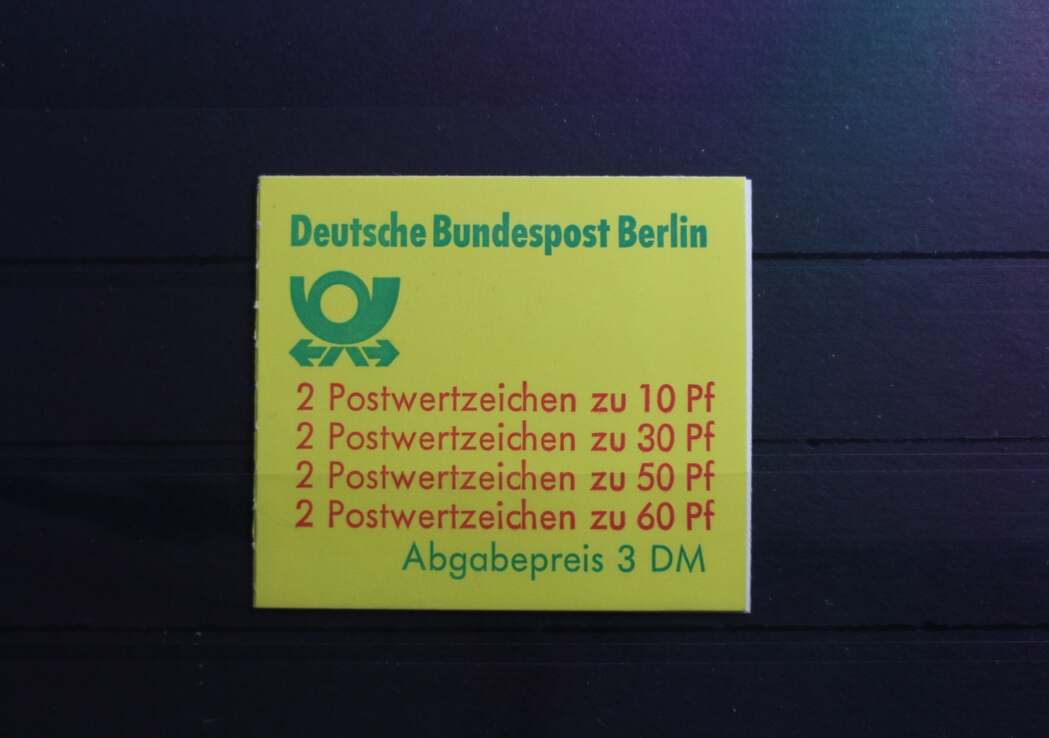 Deutsche Bundespost Berlin
2 Postwertzeichen zu 10 Pf
2 Postwertzeichen zu 30 Pf
2 Postwertzeichen zu 50 Pf
2 Postwertzeichen zu 60 Pf
Abgabepreis 3 DM